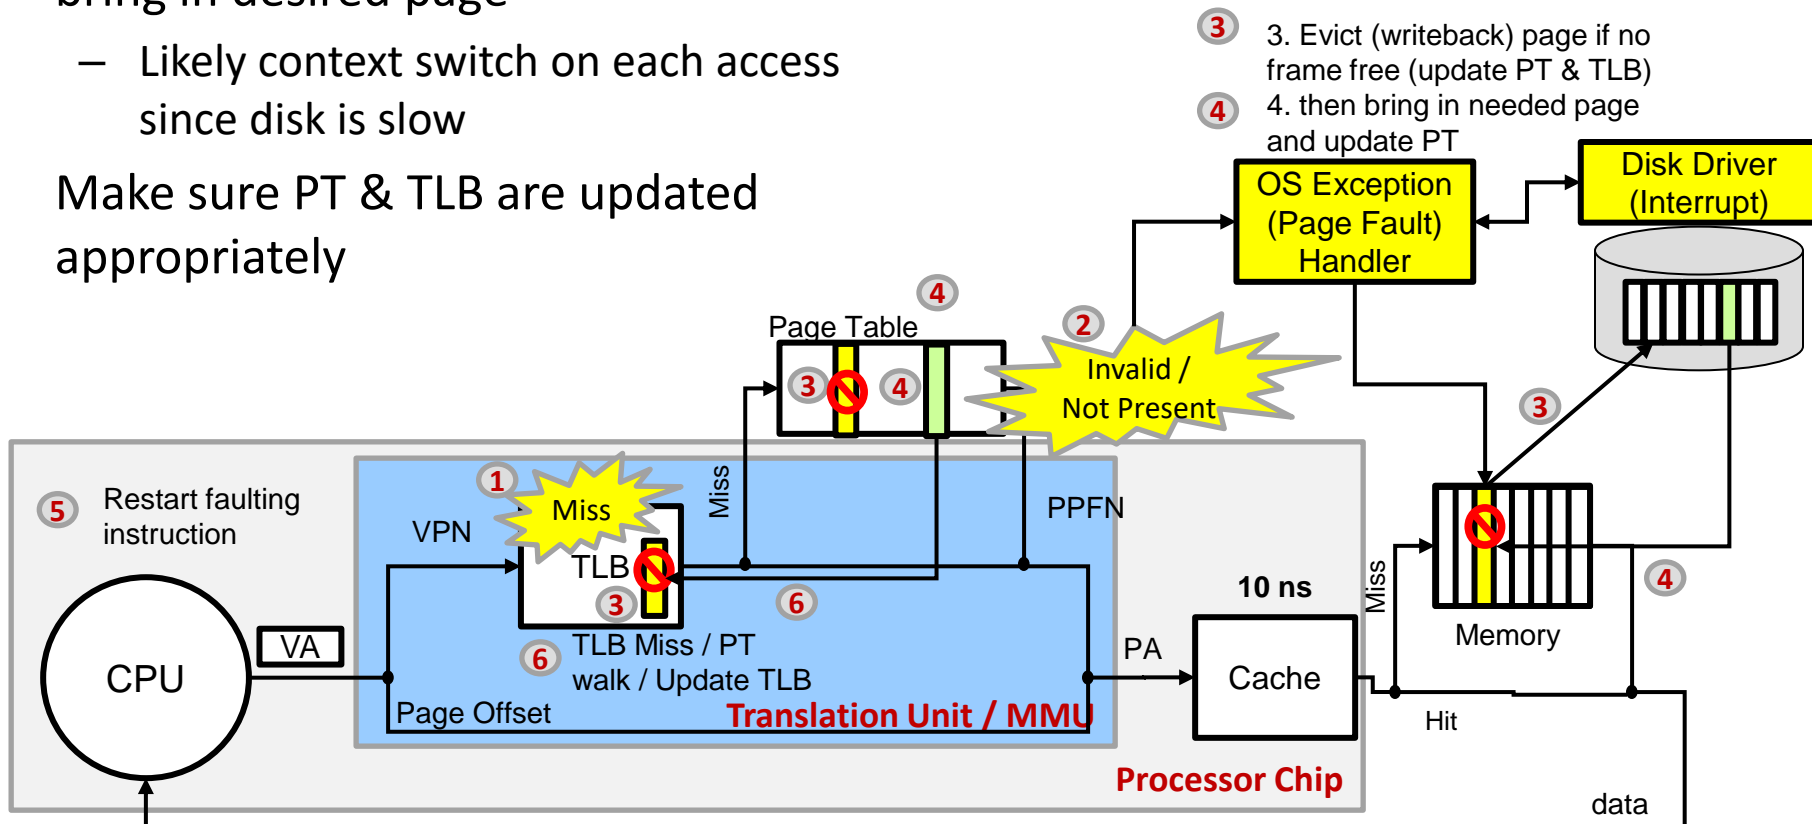 bring in desired page
– Likely context switch on each access
since disk is slow
Make sure PT & TLB are updated
appropriately
3
3. Evict (writeback) page if no
frame free (update PT & TLB)
4
4. then bring in needed page
and update PT
OS Exception
(Page Fault)
Handler
Disk Driver
(Interrupt)
4
Page Table
2
3
4
Invalid /
Not Present
3
1
Miss
Miss
5
Restart faulting
instruction
VPN
PPFN
TLB
3
6
6
TLB Miss / PT
walk / Update TLB
10 ns
Miss
4
Memory
CPU
VA
PA
Cache
Page Offset
Translation Unit / MMU
Hit
Processor Chip
data